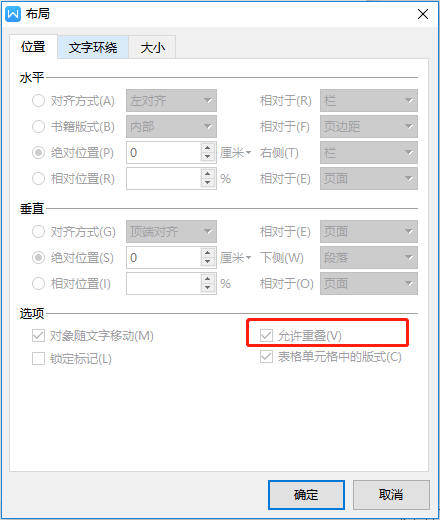 布局
位置 文字环绕 大小
水平
对齐方式(A) 左对齐 相对于(R) 栏
书籍版式(B) 内部 相对于(F) 页边距
绝对位置(P) 0 厘米 右侧(T) 栏
相对位置(R) % 相对于(E) 页面
垂直
对齐方式(G) 顶端对齐 相对于(E) 页面
绝对位置(S) 0 厘米 下侧(W) 段落
相对位置(I) % 相对于(O) 页面
选项
对象随文字移动(M) 允许重叠(V)
锁定标记(L) 表格单元格中的版式(C)
确定 取消